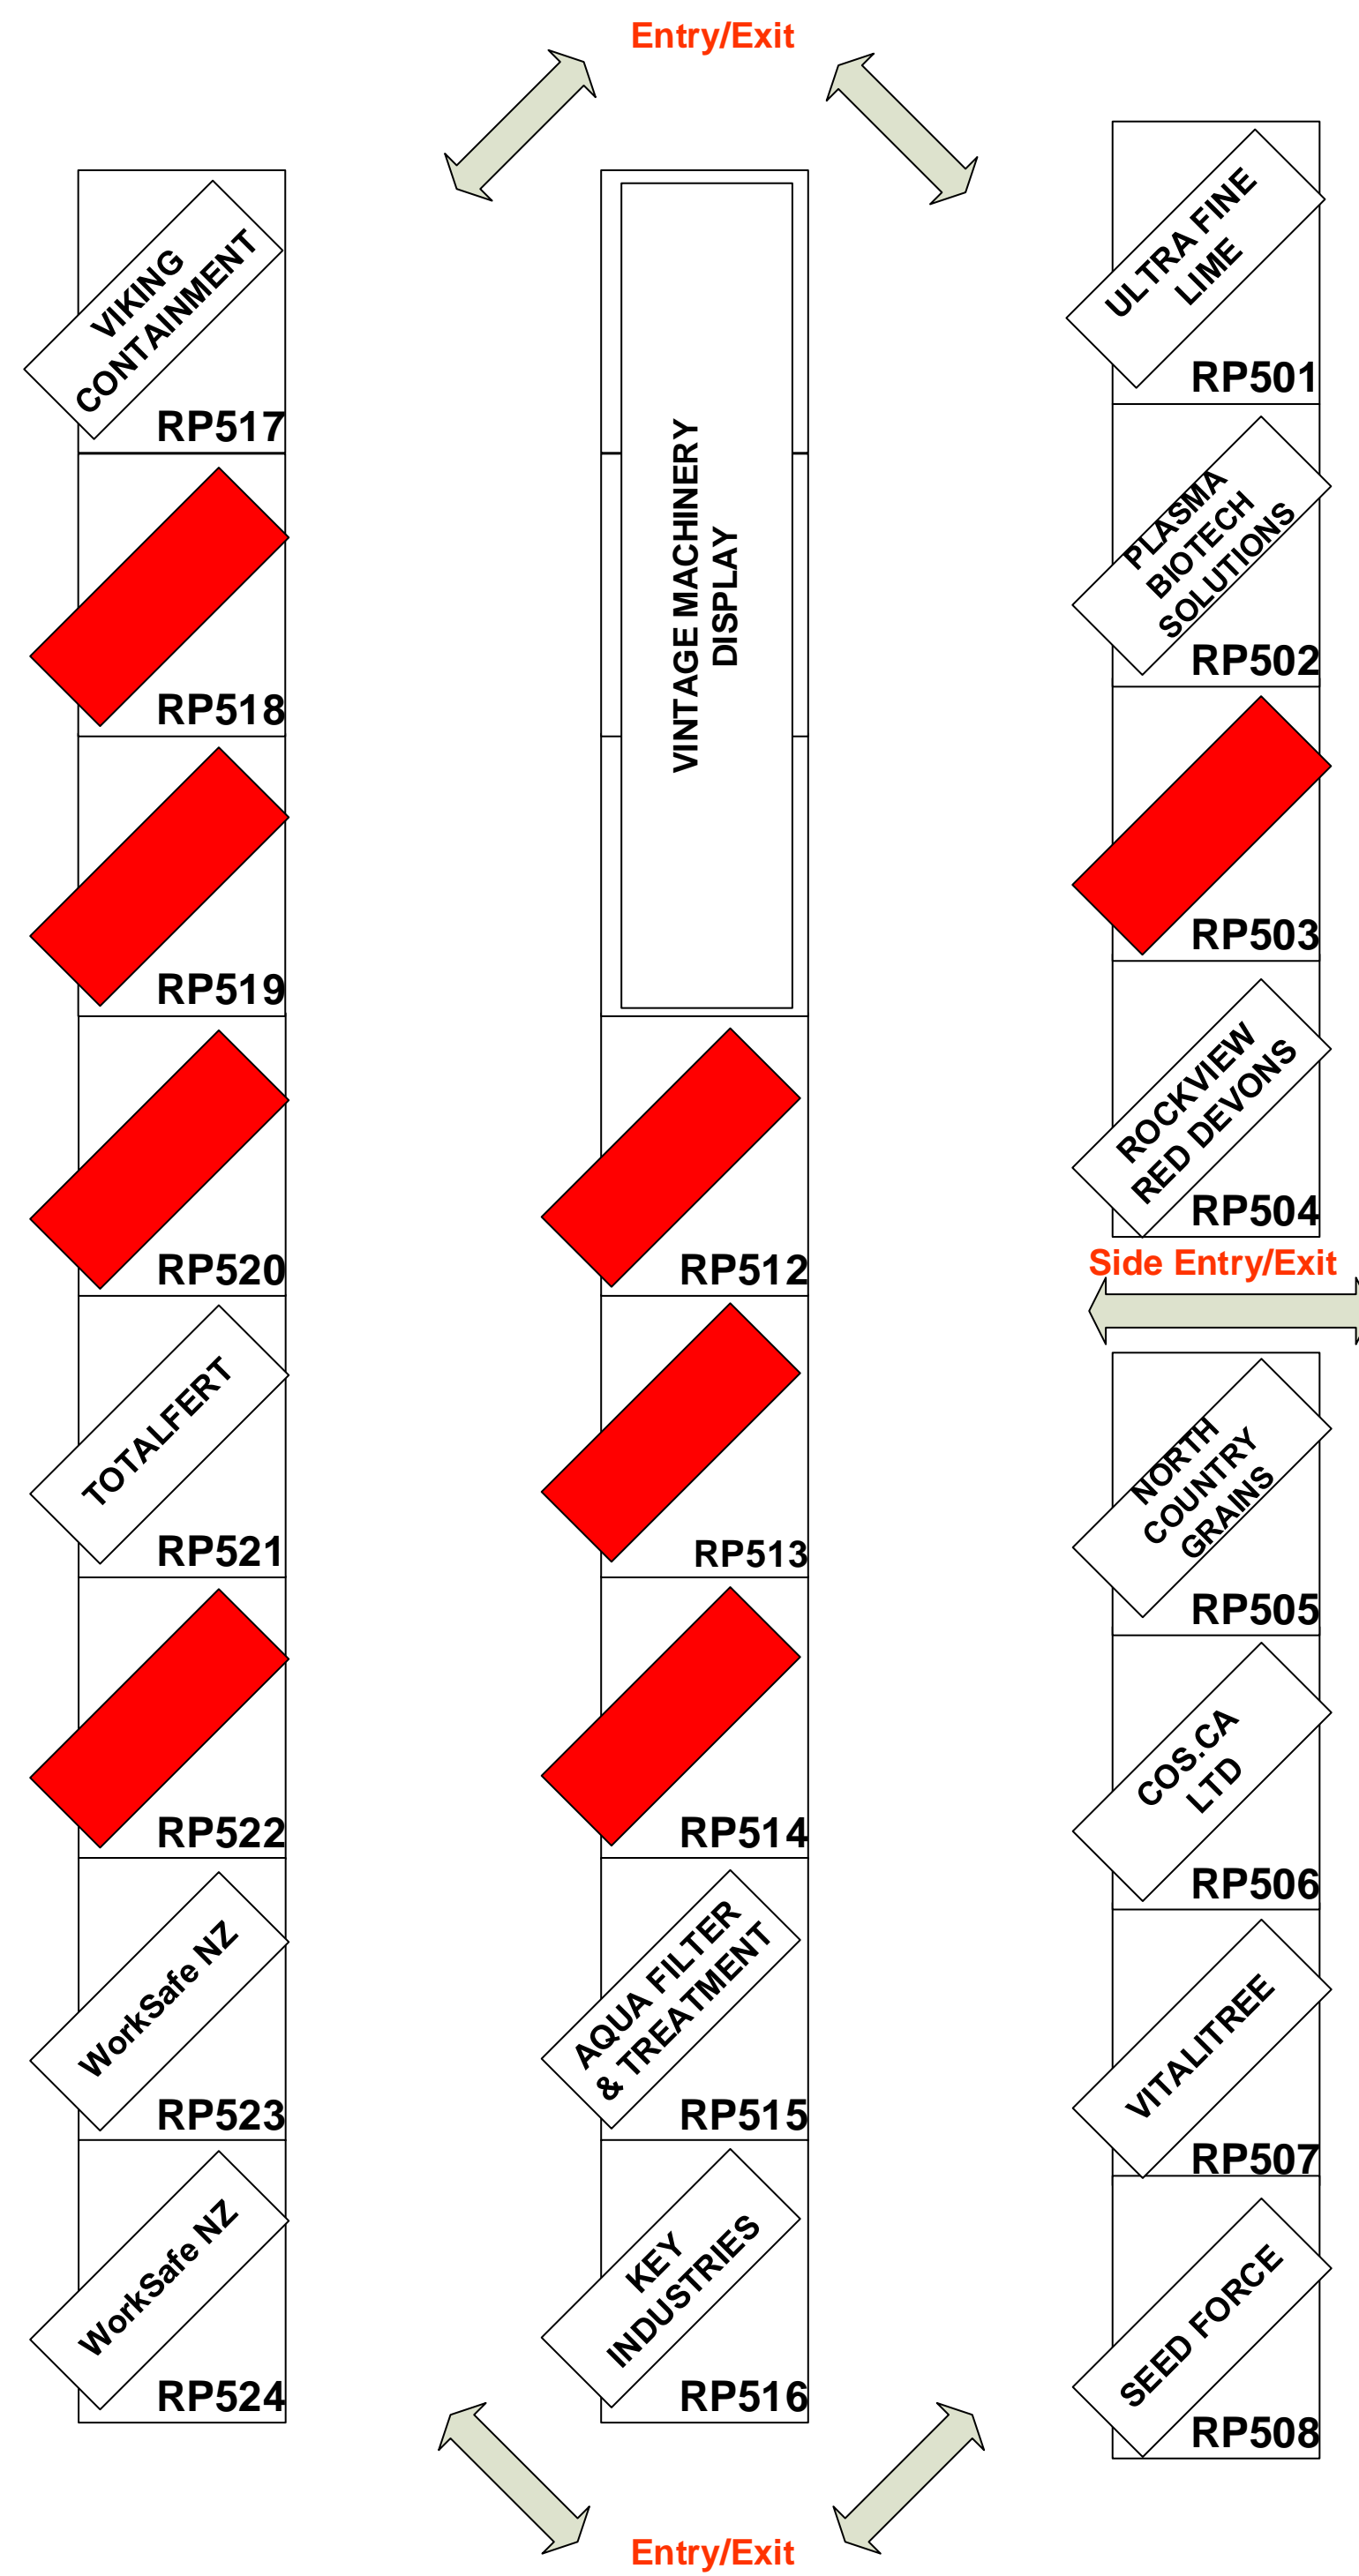 Entry/Exit
VIKING
CONTAINMENT
RP517
RP518
RP519
RP520
TOTALFERT
RP521
RP522
WorkSafe NZ
RP523
WorkSafe NZ
RP524
VINTAGE MACHINERY
DISPLAY
RP512
RP513
RP514
AQUA FILTER
& TREATMENT
RP515
KEY
INDUSTRIES
RP516
ULTRA FINE
LIME
RP501
PLASMA
BIOTECH
SOLUTIONS
RP502
RP503
ROCKVIEW
RED DEVONS
RP504
Side Entry/Exit
NORTH
COUNTRY
GRAINS
RP505
COS.CA
LTD
RP506
VITALITREE
RP507
SEED FORCE
RP508
Entry/Exit